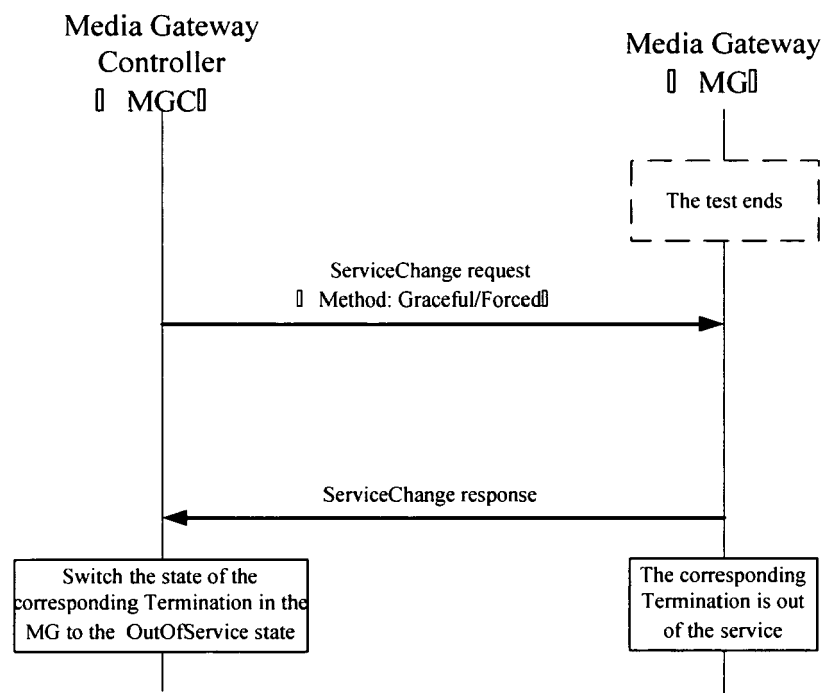 Media Gateway
Controller
▯ MGC▯
Media Gateway
▯ MG▯
The test ends
ServiceChange request
▯ Method: Graceful/Forced▯
ServiceChange response
Switch the state of the
corresponding Termination in the
MG to the OutOfService state
The corresponding
Termination is out
of the service